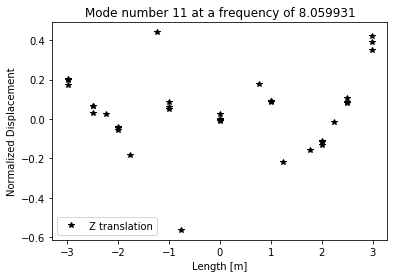 Mode number 11 at a frequency of 8.059931
Normalized Displacement
0.4
0.2
0.0
−0.2
−0.4
−0.6
Z translation
−3 −2 −1 0 1 2 3
Length [m]